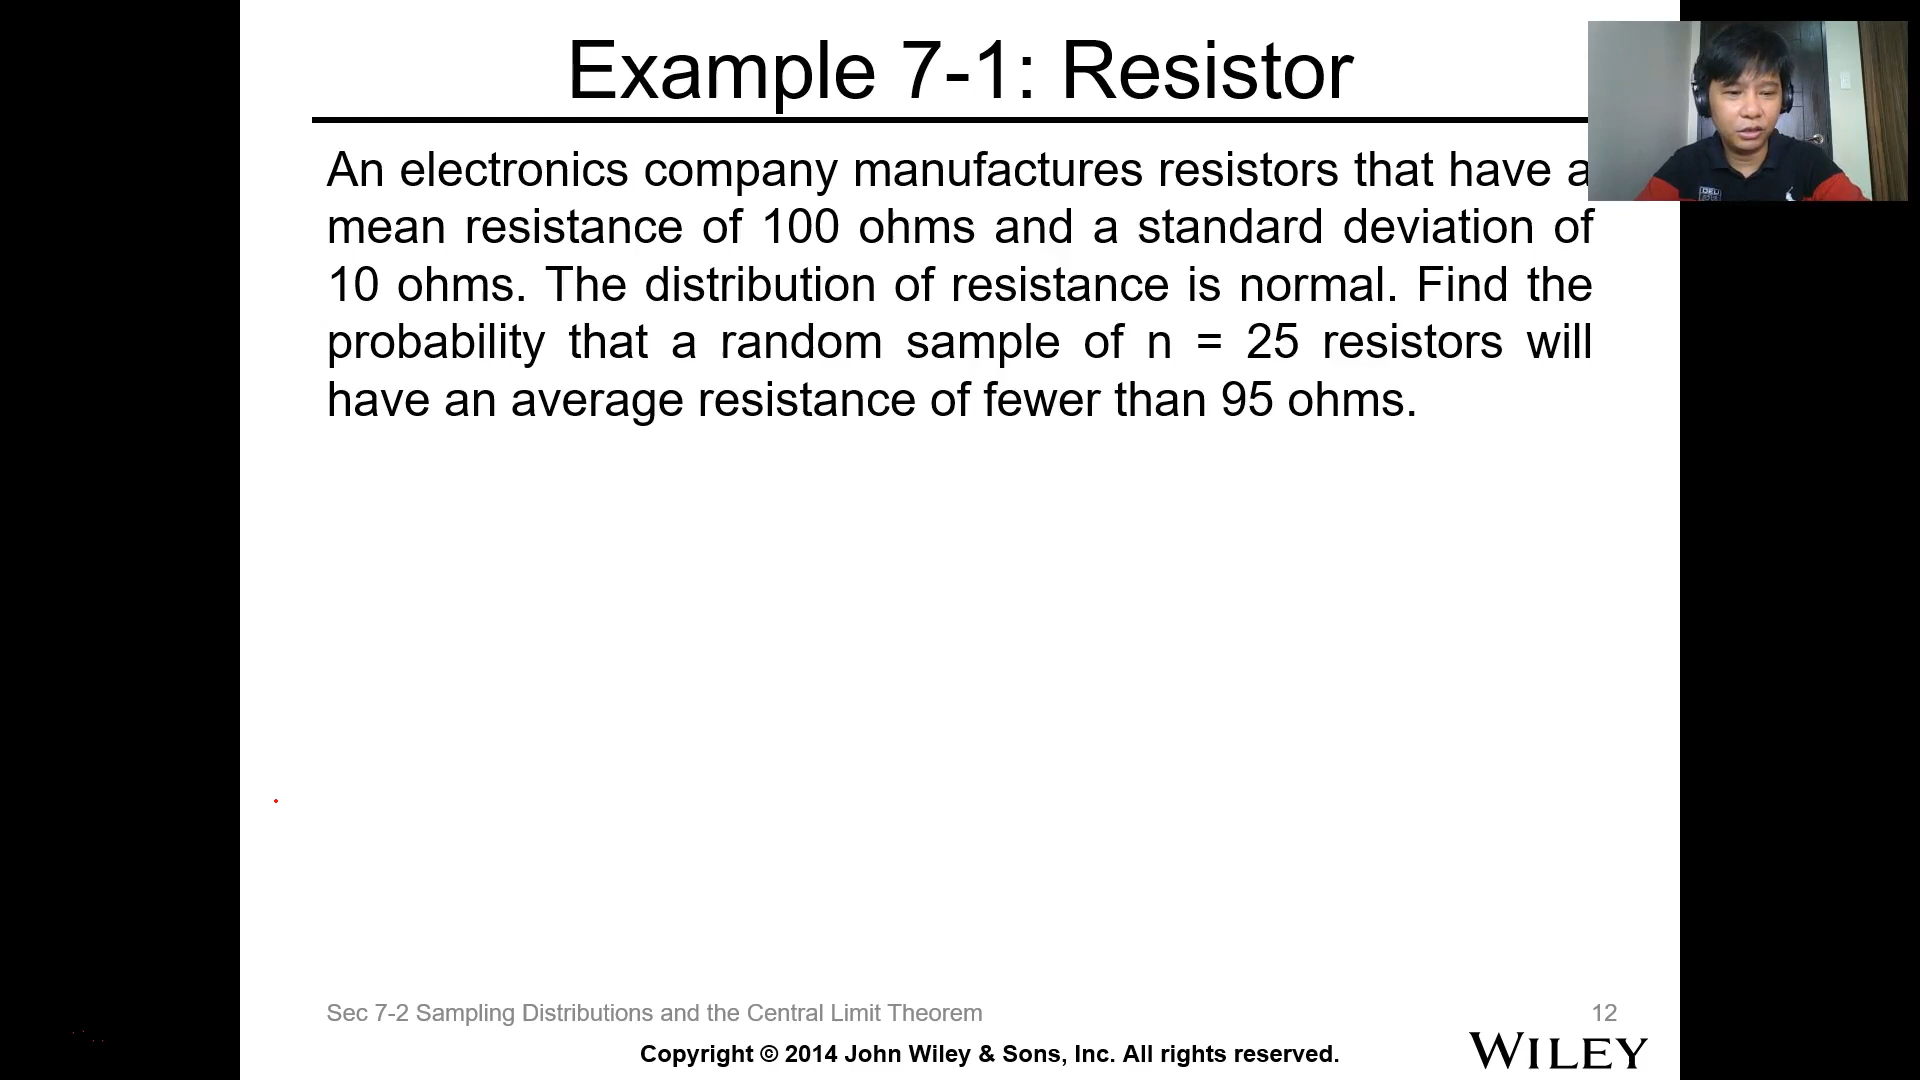 Example 7-1: Resistor
An electronics company manufactures resistors that have a
mean resistance of 100 ohms and a standard deviation of
10 ohms. The distribution of resistance is normal. Find the
probability that a random sample of n = 25 resistors will
have an average resistance of fewer than 95 ohms.
Sec 7-2 Sampling Distributions and the Central Limit Theorem
12
Copyright © 2014 John Wiley & Sons, Inc. All rights reserved.
WILEY